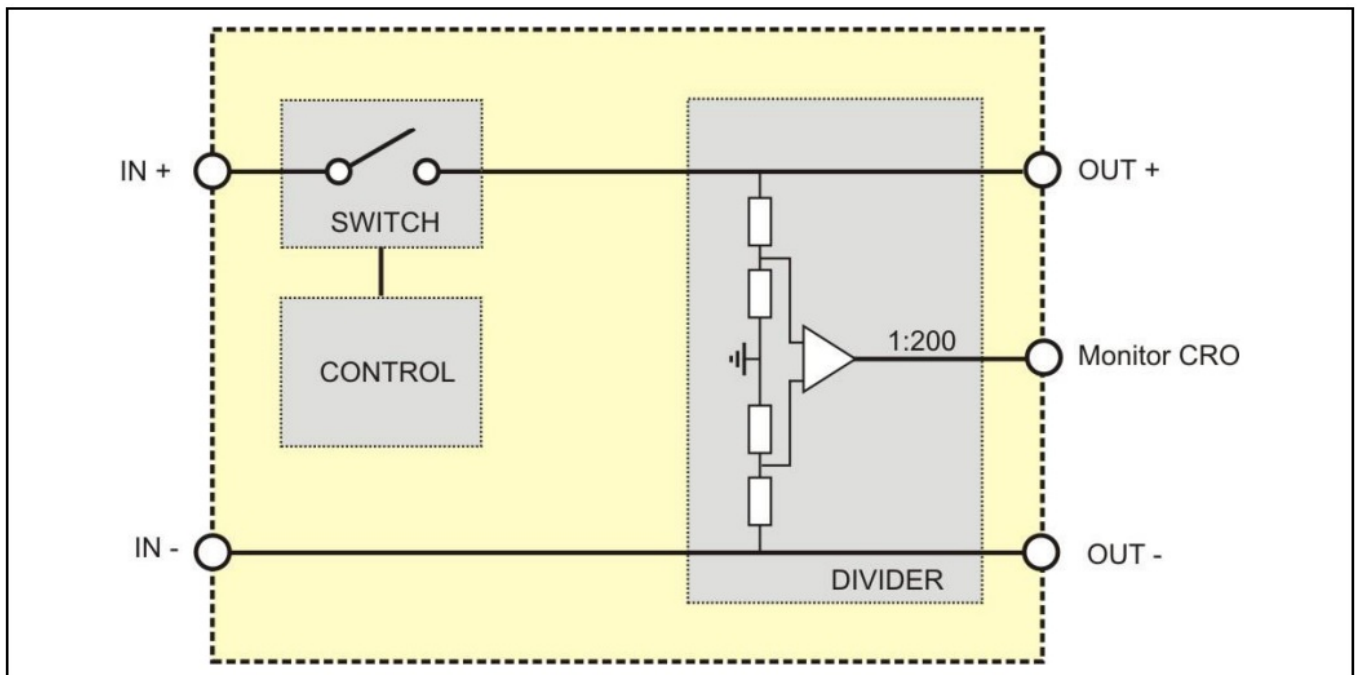 IN +
OUT +
SWITCH
1:200
Monitor CRO
CONTROL
IN -
OUT -
DIVIDER